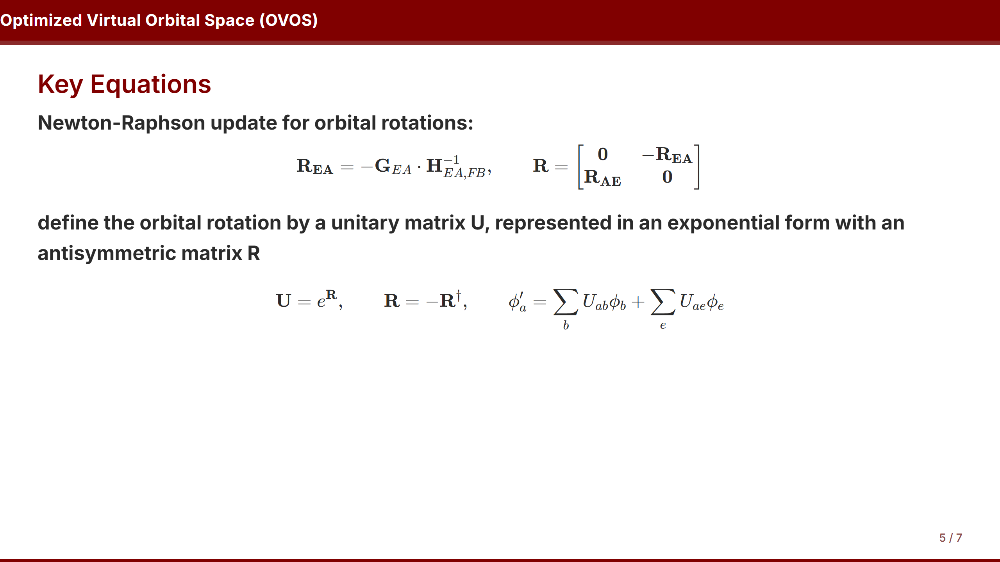 Optimized Virtual Orbital Space (OVOS)
Key Equations
Newton-Raphson update for orbital rotations:
$\mathbf{R_{EA}} = -\mathbf{G}_{EA} \cdot \mathbf{H}^{-1}_{EA,FB}, \qquad \mathbf{R} = \begin{bmatrix} \mathbf{0} & -\mathbf{R_{EA}} \\ \mathbf{R_{AE}} & \mathbf{0} \end{bmatrix}$
define the orbital rotation by a unitary matrix U, represented in an exponential form with an
antisymmetric matrix R
$\mathbf{U} = e^{\mathbf{R}}, \qquad \mathbf{R} = -\mathbf{R}^{\dagger}, \qquad \phi'_a = \sum_b U_{ab}\phi_b + \sum_e U_{ae}\phi_e$
5 / 7